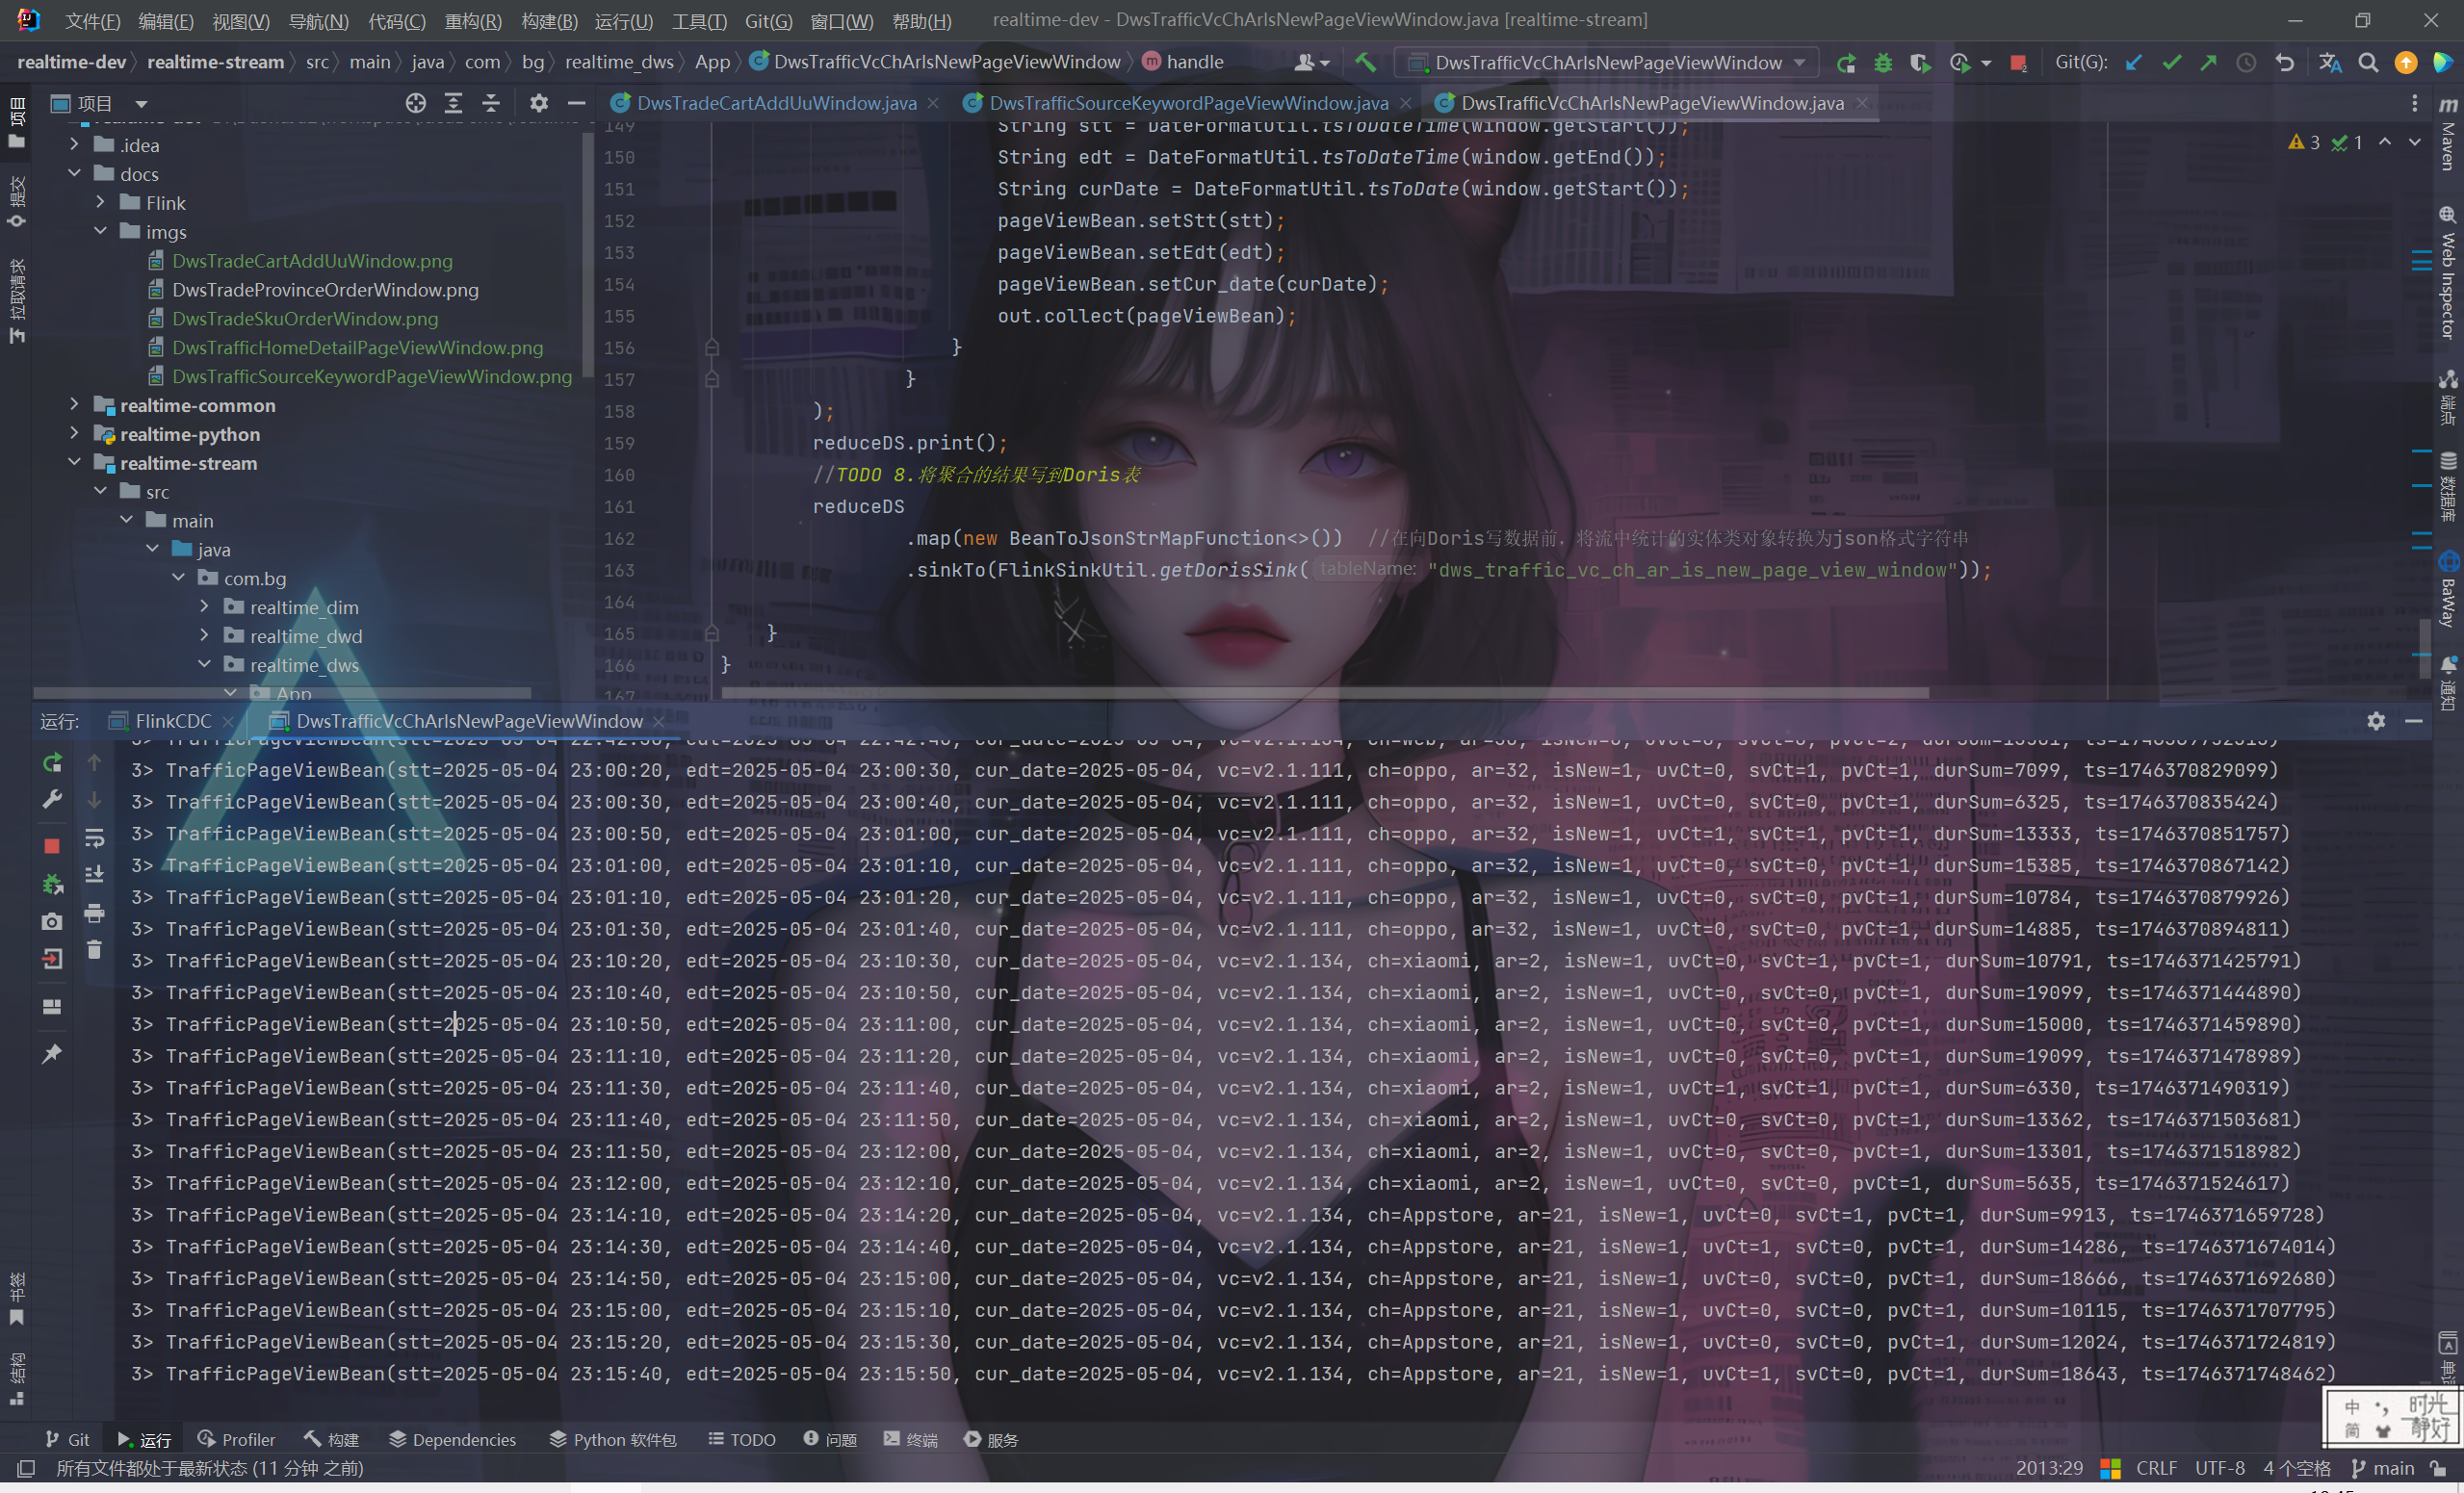 文件(F) 编辑(E) 视图(V) 导航(N) 代码(C) 重构(R) 构建(B) 运行(U) 工具(T) Git(G) 窗口(W) 帮助(H) realtime-dev - DwsTrafficVcChArIsNewPageViewWindow.java [realtime-stream]
realtime-dev realtime-stream src main java com bg realtime_dws App DwsTrafficVcChArIsNewPageViewWindow handle DwsTrafficVcChArIsNewPageViewWindow Git(G):
项目 DwsTradeCartAddUuWindow.java DwsTrafficSourceKeywordPageViewWindow.java DwsTrafficVcChArIsNewPageViewWindow.java
项目
提交
拉取请求
书签
结构
.idea
docs
Flink
imgs
DwsTradeCartAddUuWindow.png
DwsTradeProvinceOrderWindow.png
DwsTradeSkuOrderWindow.png
DwsTrafficHomeDetailPageViewWindow.png
DwsTrafficSourceKeywordPageViewWindow.png
realtime-common
realtime-python
realtime-stream
src
main
java
com.bg
realtime_dim
realtime_dwd
realtime_dws
App
149 String stt = DateFormatUtil.tsToDateTime(window.getStart());
150 String edt = DateFormatUtil.tsToDateTime(window.getEnd());
151 String curDate = DateFormatUtil.tsToDate(window.getStart());
152 pageViewBean.setStt(stt);
153 pageViewBean.setEdt(edt);
154 pageViewBean.setCur_date(curDate);
155 out.collect(pageViewBean);
156 }
157 }
158 );
159 reduceDS.print();
160 //TODO 8.将聚合的结果写到Doris表
161 reduceDS
162 .map(new BeanToJsonStrMapFunction<>()) //在向Doris写数据前，将流中统计的实体类对象转换为json格式字符串
163 .sinkTo(FlinkSinkUtil.getDorisSink( tableName: "dws_traffic_vc_ch_ar_is_new_page_view_window"));
164
165 }
166 }
167
3 1
Maven
Web Inspector
端点
数据库
BaWay
通知
运行: FlinkCDC DwsTrafficVcChArIsNewPageViewWindow
3> TrafficPageViewBean(stt=2025-05-04 23:00:20, edt=2025-05-04 23:00:30, cur_date=2025-05-04, vc=v2.1.111, ch=oppo, ar=32, isNew=1, uvCt=0, svCt=1, pvCt=1, durSum=7099, ts=1746370829099)
3> TrafficPageViewBean(stt=2025-05-04 23:00:30, edt=2025-05-04 23:00:40, cur_date=2025-05-04, vc=v2.1.111, ch=oppo, ar=32, isNew=1, uvCt=0, svCt=0, pvCt=1, durSum=6325, ts=1746370835424)
3> TrafficPageViewBean(stt=2025-05-04 23:00:50, edt=2025-05-04 23:01:00, cur_date=2025-05-04, vc=v2.1.111, ch=oppo, ar=32, isNew=1, uvCt=1, svCt=1, pvCt=1, durSum=13333, ts=1746370851757)
3> TrafficPageViewBean(stt=2025-05-04 23:01:00, edt=2025-05-04 23:01:10, cur_date=2025-05-04, vc=v2.1.111, ch=oppo, ar=32, isNew=1, uvCt=0, svCt=0, pvCt=1, durSum=15385, ts=1746370867142)
3> TrafficPageViewBean(stt=2025-05-04 23:01:10, edt=2025-05-04 23:01:20, cur_date=2025-05-04, vc=v2.1.111, ch=oppo, ar=32, isNew=1, uvCt=0, svCt=0, pvCt=1, durSum=10784, ts=1746370879926)
3> TrafficPageViewBean(stt=2025-05-04 23:01:30, edt=2025-05-04 23:01:40, cur_date=2025-05-04, vc=v2.1.111, ch=oppo, ar=32, isNew=1, uvCt=0, svCt=0, pvCt=1, durSum=14885, ts=1746370894811)
3> TrafficPageViewBean(stt=2025-05-04 23:10:20, edt=2025-05-04 23:10:30, cur_date=2025-05-04, vc=v2.1.134, ch=xiaomi, ar=2, isNew=1, uvCt=0, svCt=1, pvCt=1, durSum=10791, ts=1746371425791)
3> TrafficPageViewBean(stt=2025-05-04 23:10:40, edt=2025-05-04 23:10:50, cur_date=2025-05-04, vc=v2.1.134, ch=xiaomi, ar=2, isNew=1, uvCt=0, svCt=0, pvCt=1, durSum=19099, ts=1746371444890)
3> TrafficPageViewBean(stt=2025-05-04 23:10:50, edt=2025-05-04 23:11:00, cur_date=2025-05-04, vc=v2.1.134, ch=xiaomi, ar=2, isNew=1, uvCt=0, svCt=0, pvCt=1, durSum=15000, ts=1746371459890)
3> TrafficPageViewBean(stt=2025-05-04 23:11:10, edt=2025-05-04 23:11:20, cur_date=2025-05-04, vc=v2.1.134, ch=xiaomi, ar=2, isNew=1, uvCt=0, svCt=0, pvCt=1, durSum=19099, ts=1746371478989)
3> TrafficPageViewBean(stt=2025-05-04 23:11:30, edt=2025-05-04 23:11:40, cur_date=2025-05-04, vc=v2.1.134, ch=xiaomi, ar=2, isNew=1, uvCt=1, svCt=1, pvCt=1, durSum=6330, ts=1746371490319)
3> TrafficPageViewBean(stt=2025-05-04 23:11:40, edt=2025-05-04 23:11:50, cur_date=2025-05-04, vc=v2.1.134, ch=xiaomi, ar=2, isNew=1, uvCt=0, svCt=0, pvCt=1, durSum=13362, ts=1746371503681)
3> TrafficPageViewBean(stt=2025-05-04 23:11:50, edt=2025-05-04 23:12:00, cur_date=2025-05-04, vc=v2.1.134, ch=xiaomi, ar=2, isNew=1, uvCt=0, svCt=0, pvCt=1, durSum=13301, ts=1746371518982)
3> TrafficPageViewBean(stt=2025-05-04 23:12:00, edt=2025-05-04 23:12:10, cur_date=2025-05-04, vc=v2.1.134, ch=xiaomi, ar=2, isNew=1, uvCt=0, svCt=0, pvCt=1, durSum=5635, ts=1746371524617)
3> TrafficPageViewBean(stt=2025-05-04 23:14:10, edt=2025-05-04 23:14:20, cur_date=2025-05-04, vc=v2.1.134, ch=Appstore, ar=21, isNew=1, uvCt=0, svCt=1, pvCt=1, durSum=9913, ts=1746371659728)
3> TrafficPageViewBean(stt=2025-05-04 23:14:30, edt=2025-05-04 23:14:40, cur_date=2025-05-04, vc=v2.1.134, ch=Appstore, ar=21, isNew=1, uvCt=1, svCt=0, pvCt=1, durSum=14286, ts=1746371674014)
3> TrafficPageViewBean(stt=2025-05-04 23:14:50, edt=2025-05-04 23:15:00, cur_date=2025-05-04, vc=v2.1.134, ch=Appstore, ar=21, isNew=1, uvCt=0, svCt=0, pvCt=1, durSum=18666, ts=1746371692680)
3> TrafficPageViewBean(stt=2025-05-04 23:15:00, edt=2025-05-04 23:15:10, cur_date=2025-05-04, vc=v2.1.134, ch=Appstore, ar=21, isNew=1, uvCt=0, svCt=0, pvCt=1, durSum=10115, ts=1746371707795)
3> TrafficPageViewBean(stt=2025-05-04 23:15:20, edt=2025-05-04 23:15:30, cur_date=2025-05-04, vc=v2.1.134, ch=Appstore, ar=21, isNew=1, uvCt=0, svCt=0, pvCt=1, durSum=12024, ts=1746371724819)
3> TrafficPageViewBean(stt=2025-05-04 23:15:40, edt=2025-05-04 23:15:50, cur_date=2025-05-04, vc=v2.1.134, ch=Appstore, ar=21, isNew=1, uvCt=1, svCt=0, pvCt=1, durSum=18643, ts=1746371748462)
中 简 时光静好
Git 运行 Profiler 构建 Dependencies Python 软件包 TODO 问题 终端 服务
所有文件都处于最新状态 (11 分钟 之前) 2013:29 CRLF UTF-8 4 个空格 main